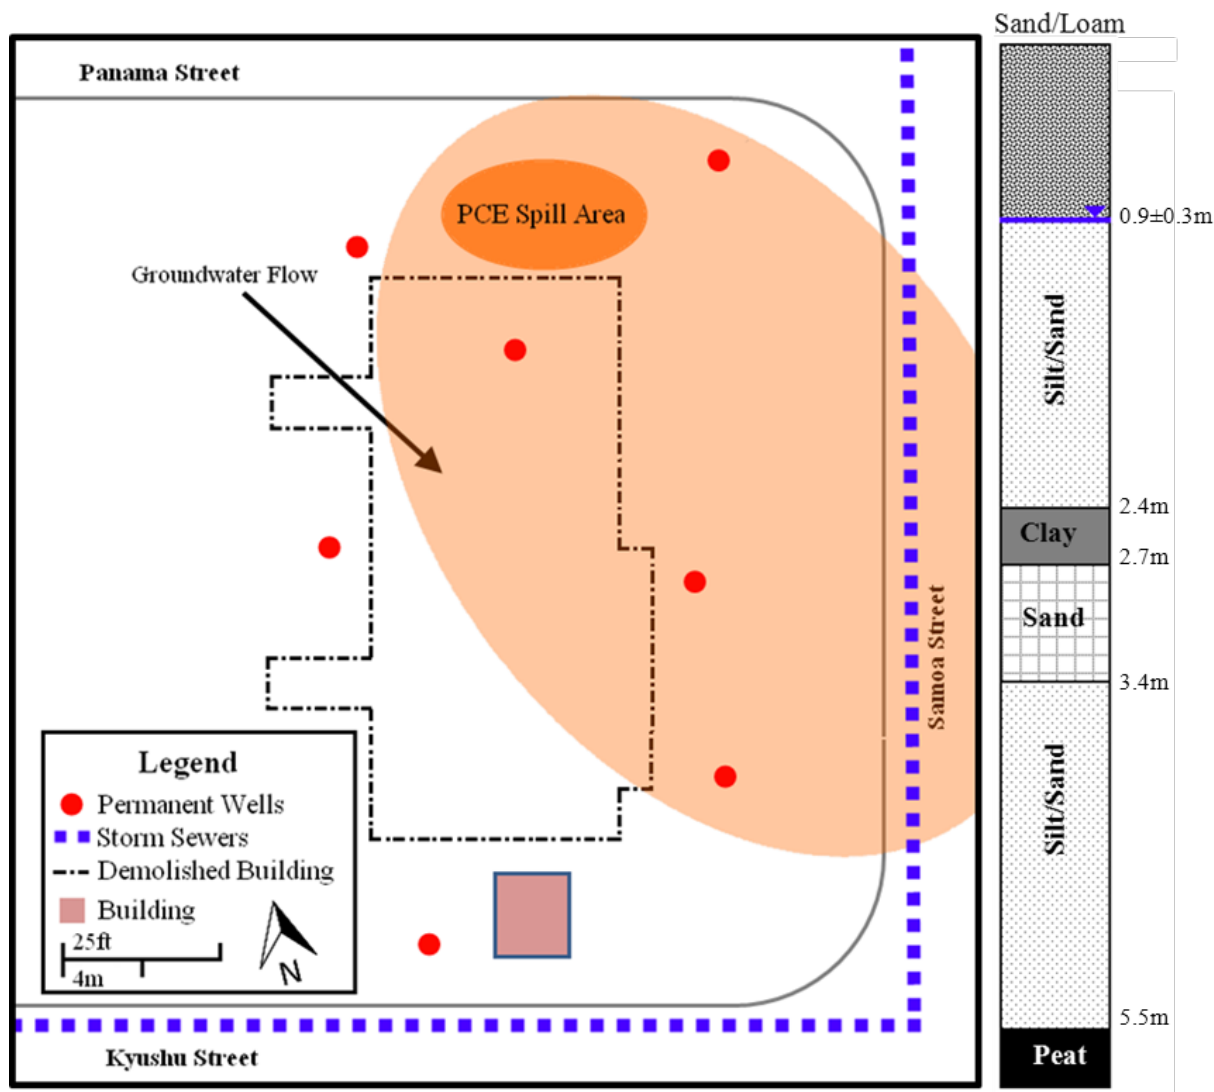 Sand/Loam
Panama Street
PCE Spill Area
0.9±0.3m
Groundwater Flow
Silt/Sand
2.4m
Clay
2.7m
Sand
Samoa Street
3.4m
Silt/Sand
Legend
Permanent Wells
Storm Sewers
Demolished Building
Building
25ft
4m
N
5.5m
Kyushu Street
Peat